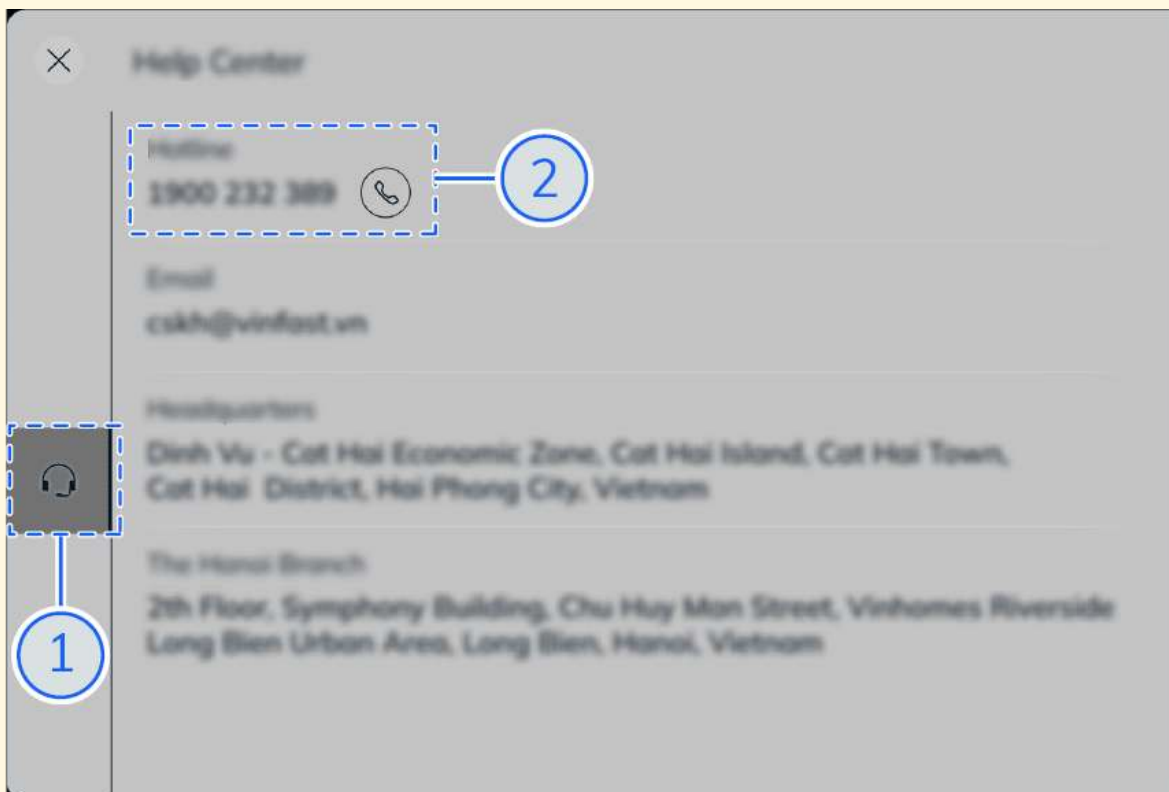 Help Center
Hotline
1900 232 389
2
Email
cskh@vinfast.vn
Headquarters
Dinh Vu - Cat Hai Economic Zone, Cat Hai Island, Cat Hai Town,
Cat Hai District, Hai Phong City, Vietnam
The Hanoi Branch
2th Floor, Symphony Building, Chu Huy Man Street, Vinhomes Riverside
Long Bien Urban Area, Long Bien, Hanoi, Vietnam
1